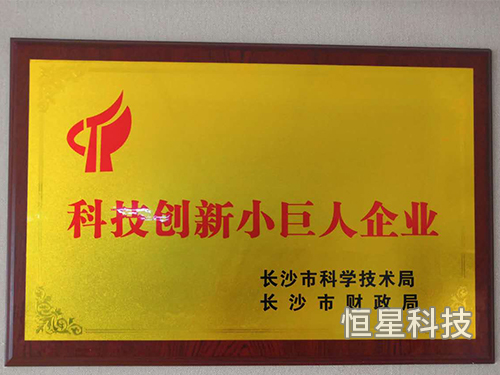 科技创新小巨人企业
长沙市科学技术局
长沙市财政局
恒星科技